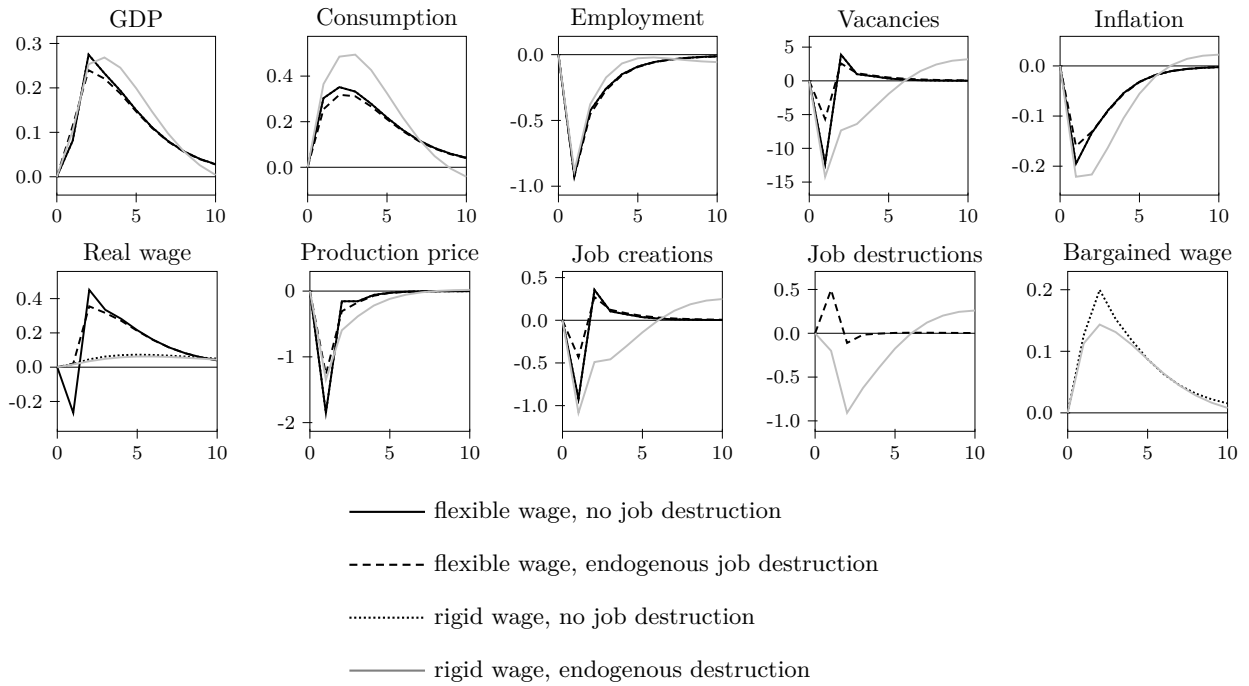 GDP
0.3
0.2
0.1
0.0
0 5 10
Consumption
0.4
0.2
0.0
0 5 10
Employment
0.0
-0.5
-1.0
0 5 10
Vacancies
5
0
-5
-10
-15
0 5 10
Inflation
0.0
-0.1
-0.2
0 5 10
Real wage
0.4
0.2
0.0
-0.2
0 5 10
Production price
0
-1
-2
0 5 10
Job creations
0.5
0.0
-0.5
-1.0
0 5 10
Job destructions
0.5
0.0
-0.5
-1.0
0 5 10
Bargained wage
0.2
0.1
0.0
0 5 10
flexible wage, no job destruction
flexible wage, endogenous job destruction
rigid wage, no job destruction
rigid wage, endogenous destruction